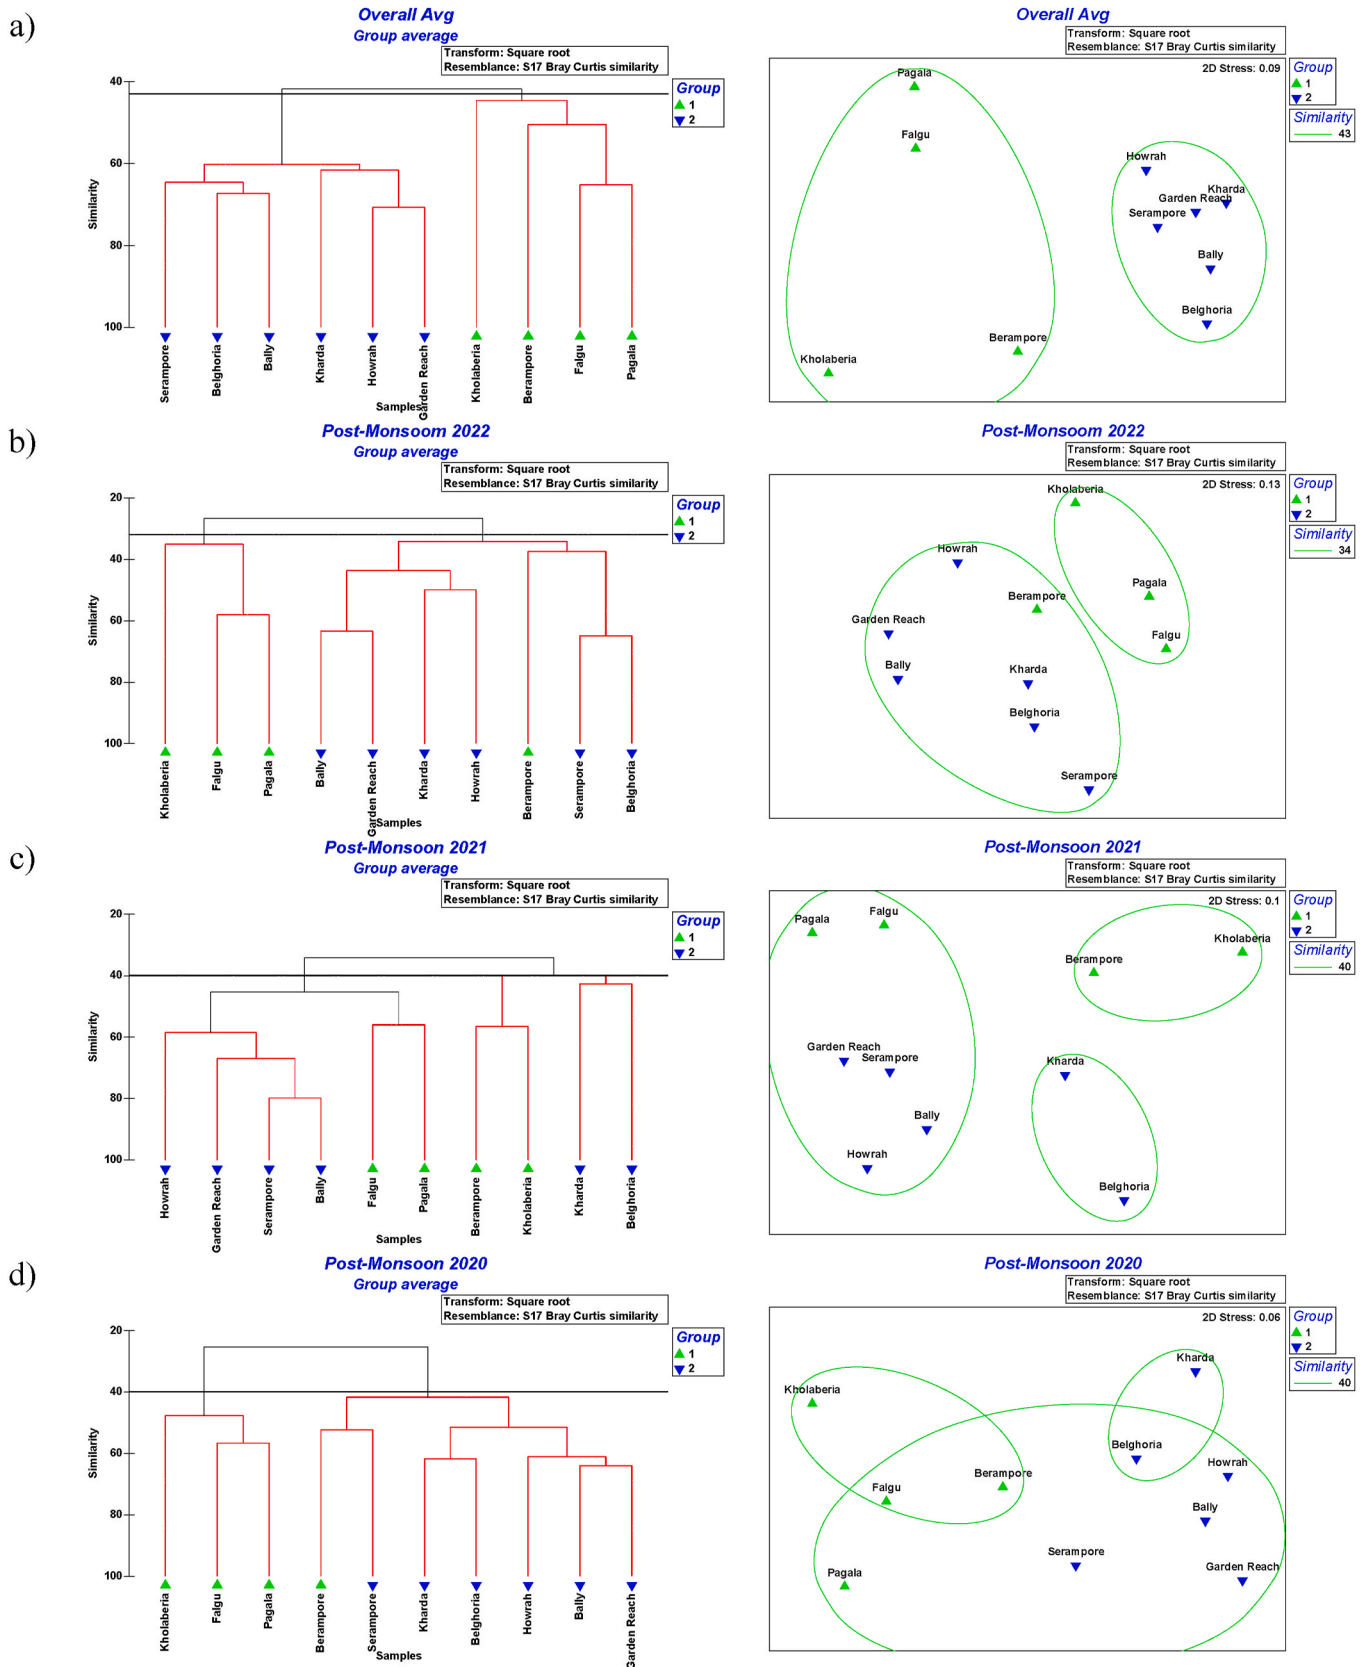 a)
Overall Avg
Group average
Transform: Square root
Resemblance: S17 Bray Curtis similarity
Group
1
2
Similarity
40
60
80
100
Serampore
Belghoria
Bally
Kharda
Howrah
Garden Reach
Kholaberia
Berampore
Falgu
Pagala
Samples
Overall Avg
Transform: Square root
Resemblance: S17 Bray Curtis similarity
2D Stress: 0.09
Group
1
2
Similarity
43
Pagala
Falgu
Howrah
Kharda
Garden Reach
Serampore
Bally
Belghoria
Berampore
Kholaberia
b)
Post-Monsoom 2022
Group average
Transform: Square root
Resemblance: S17 Bray Curtis similarity
Group
1
2
Similarity
20
40
60
80
100
Kholaberia
Falgu
Pagala
Bally
Garden Reach
Kharda
Howrah
Berampore
Serampore
Belghoria
Samples
Post-Monsoom 2022
Transform: Square root
Resemblance: S17 Bray Curtis similarity
2D Stress: 0.13
Group
1
2
Similarity
34
Kholaberia
Howrah
Pagala
Berampore
Garden Reach
Falgu
Bally
Kharda
Belghoria
Serampore
c)
Post-Monsoon 2021
Group average
Transform: Square root
Resemblance: S17 Bray Curtis similarity
Group
1
2
Similarity
20
40
60
80
100
Howrah
Garden Reach
Serampore
Bally
Falgu
Pagala
Berampore
Kholaberia
Kharda
Belghoria
Samples
Post-Monsoon 2021
Transform: Square root
Resemblance: S17 Bray Curtis similarity
2D Stress: 0.1
Group
1
2
Similarity
40
Pagala
Falgu
Kholaberia
Berampore
Garden Reach
Serampore
Kharda
Bally
Howrah
Belghoria
d)
Post-Monsoon 2020
Group average
Transform: Square root
Resemblance: S17 Bray Curtis similarity
Group
1
2
Similarity
20
40
60
80
100
Kholaberia
Falgu
Pagala
Berampore
Serampore
Kharda
Belghoria
Howrah
Bally
Garden Reach
Samples
Post-Monsoon 2020
Transform: Square root
Resemblance: S17 Bray Curtis similarity
2D Stress: 0.06
Group
1
2
Similarity
40
Kharda
Kholaberia
Belghoria
Howrah
Berampore
Falgu
Bally
Serampore
Garden Reach
Pagala